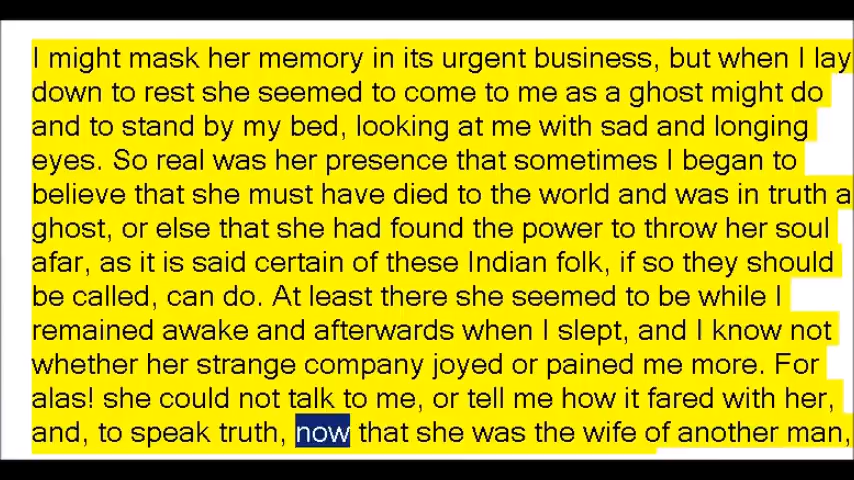 I might mask her memory in its urgent business, but when I lay
down to rest she seemed to come to me as a ghost might do
and to stand by my bed, looking at me with sad and longing
eyes. So real was her presence that sometimes I began to
believe that she must have died to the world and was in truth a
ghost, or else that she had found the power to throw her soul
afar, as it is said certain of these Indian folk, if so they should
be called, can do. At least there she seemed to be while I
remained awake and afterwards when I slept, and I know not
whether her strange company joyed or pained me more. For
alas! she could not talk to me, or tell me how it fared with her,
and, to speak truth, now that she was the wife of another man,